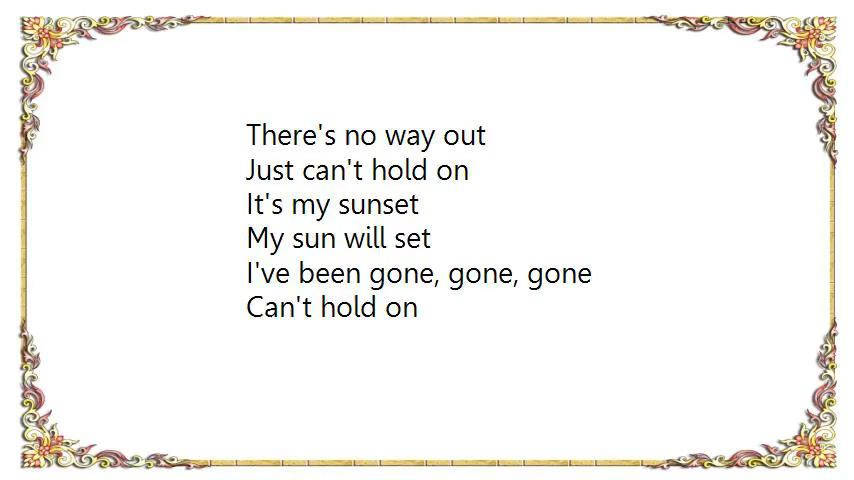 There's no way out
Just can't hold on
It's my sunset
My sun will set
I've been gone, gone, gone
Can't hold on